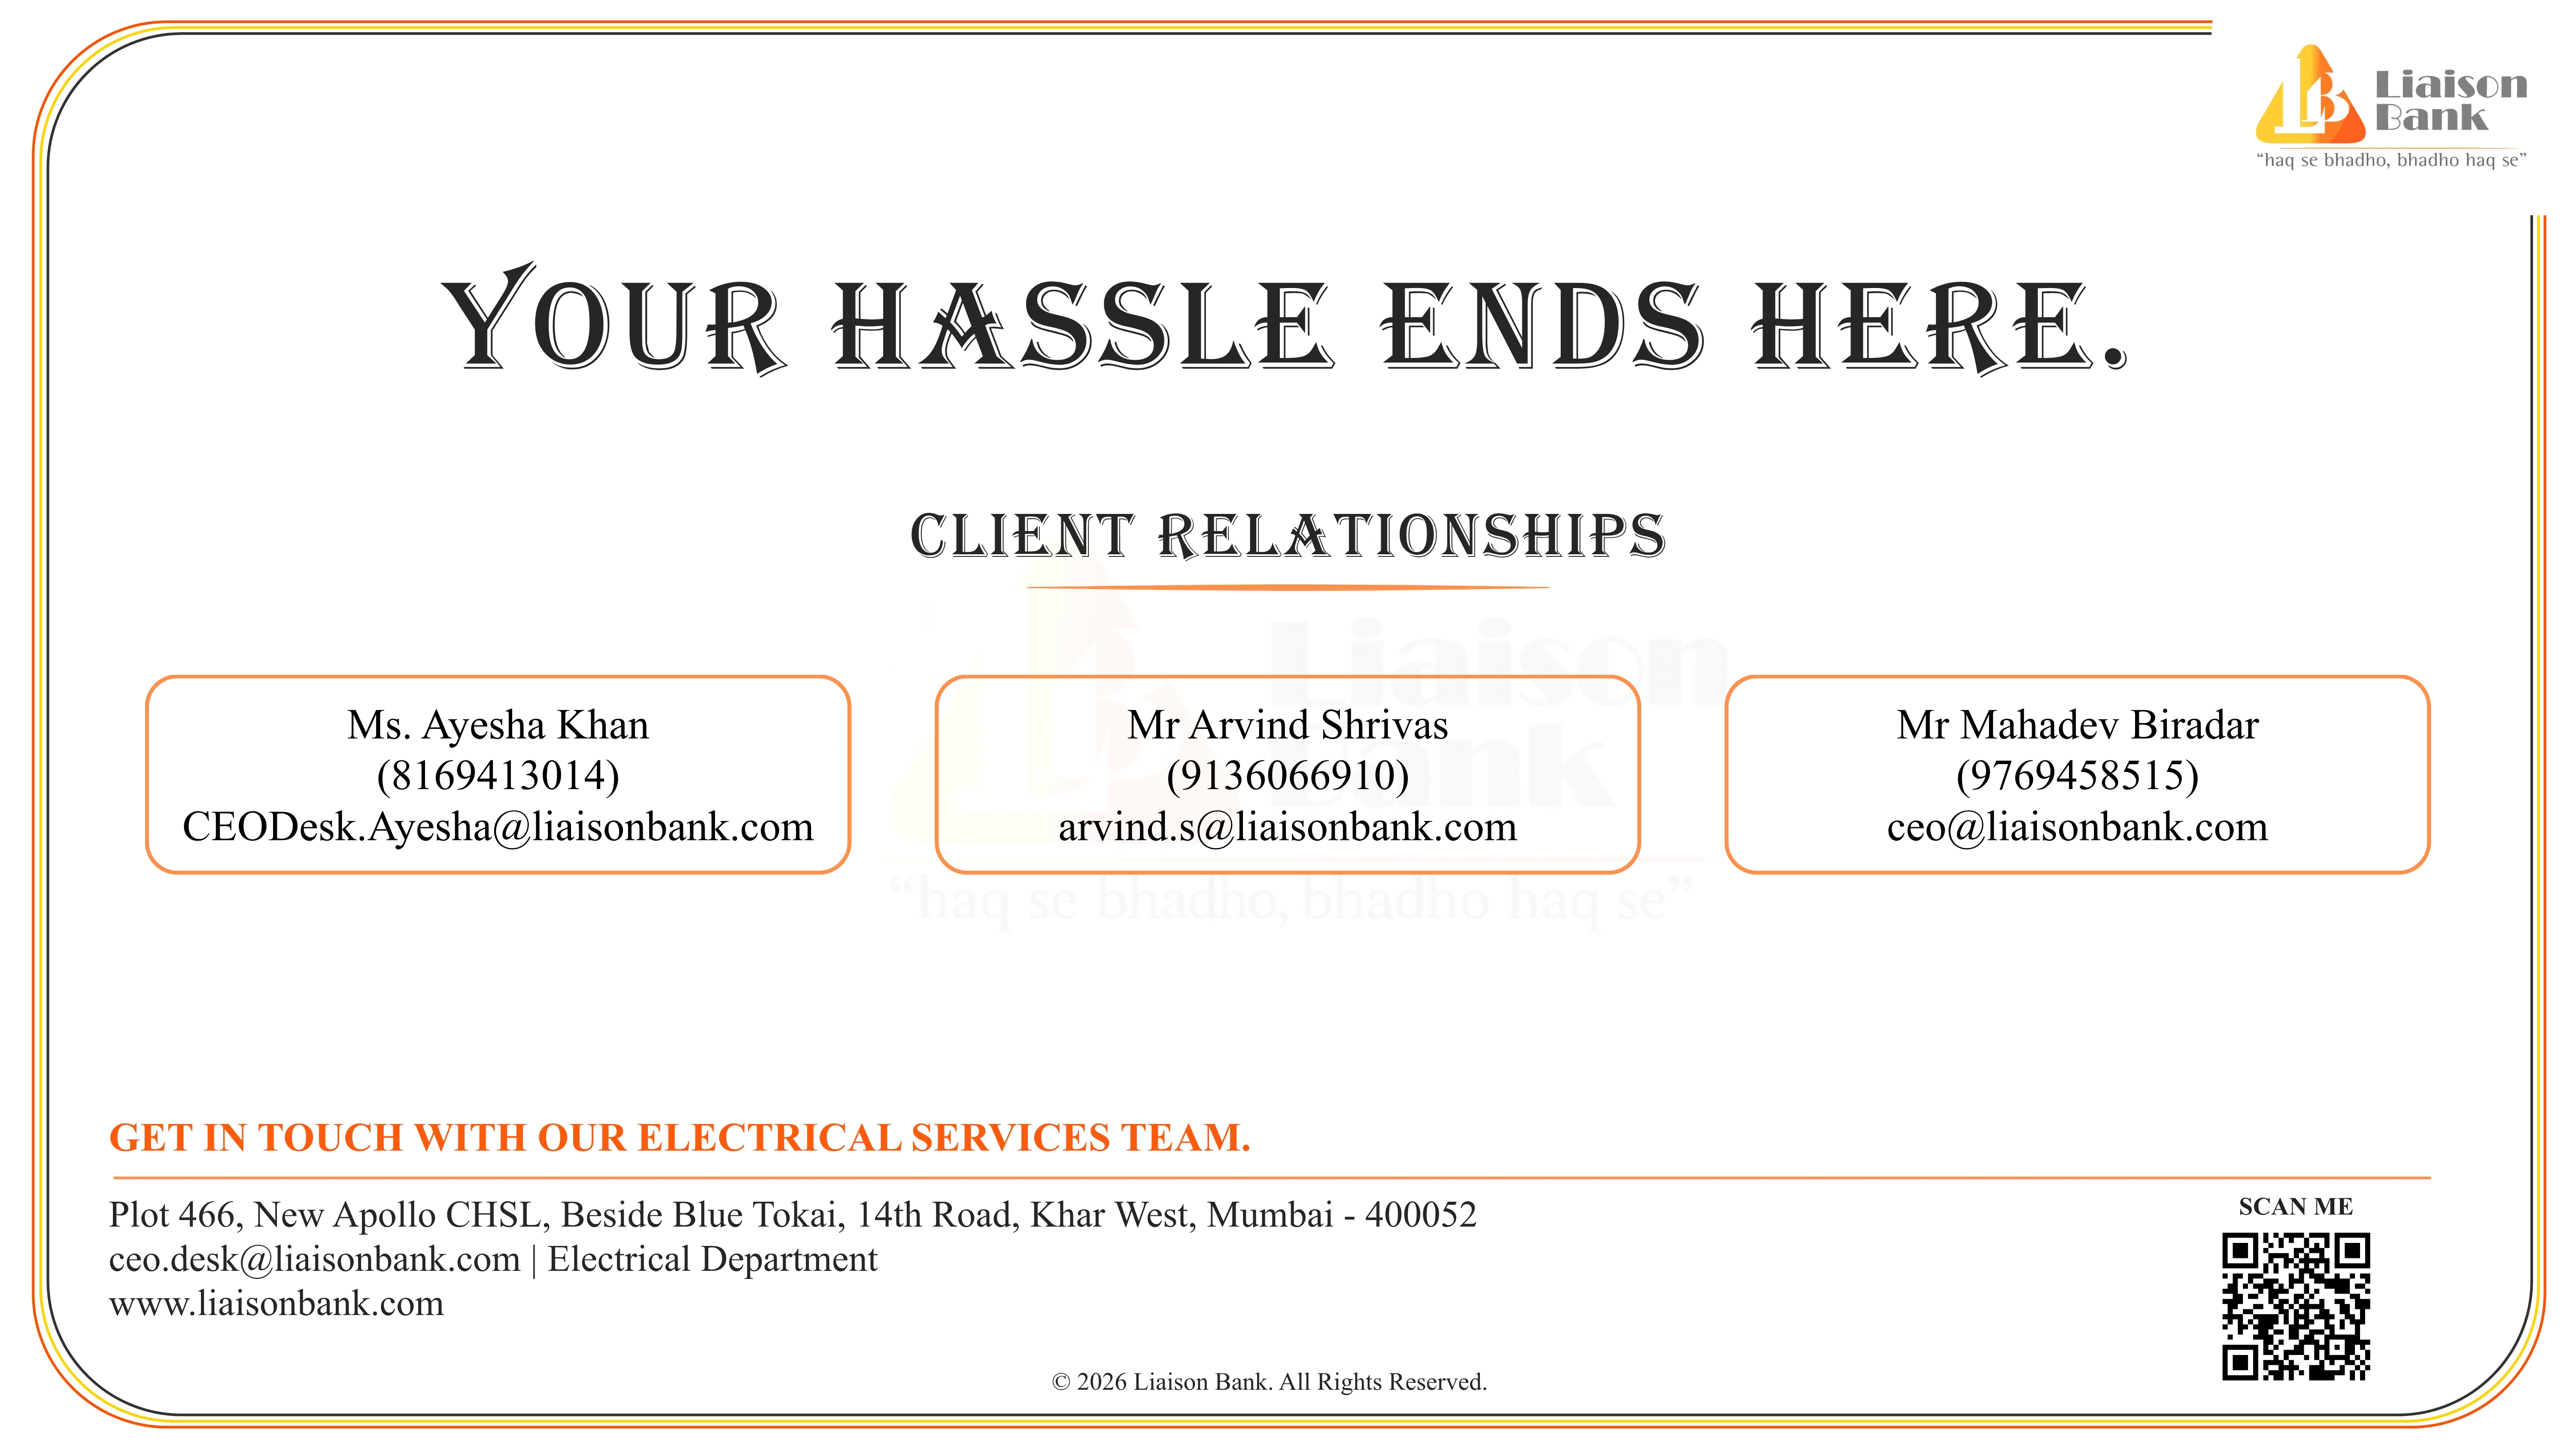 Liaison
Bank
“haq se bhadho, bhadho haq se”
YOUR HASSLE ENDS HERE.
CLIENT RELATIONSHIPS
Ms. Ayesha Khan
(8169413014)
CEODesk.Ayesha@liaisonbank.com
Mr Arvind Shrivas
(9136066910)
arvind.s@liaisonbank.com
Mr Mahadev Biradar
(9769458515)
ceo@liaisonbank.com
Liaison
Bank
“haq se bhadho, bhadho haq se”
GET IN TOUCH WITH OUR ELECTRICAL SERVICES TEAM.
Plot 466, New Apollo CHSL, Beside Blue Tokai, 14th Road, Khar West, Mumbai - 400052
ceo.desk@liaisonbank.com | Electrical Department
www.liaisonbank.com
SCAN ME
© 2026 Liaison Bank. All Rights Reserved.